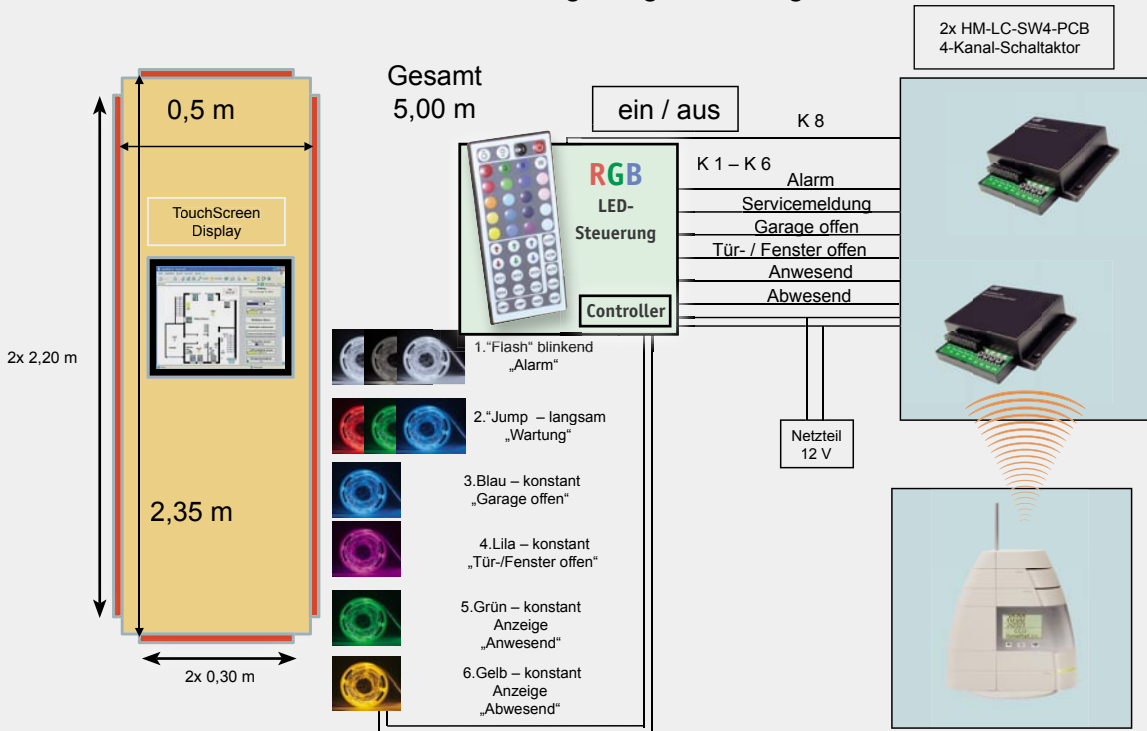 2x HM-LC-SW4-PCB
4-Kanal-Schaltaktor
Gesamt
5,00 m
ein / aus
K 8
0,5 m
K 1 – K 6
RGB
LED-
Steuerung
Controller
Alarm
Servicemeldung
Garage offen
Tür- / Fenster offen
Anwesend
Abwesend
TouchScreen
Display
2x 2,20 m
2,35 m
2x 0,30 m
1.“Flash“ blinkend
„Alarm“
2.“Jump – langsam
„Wartung“
3.Blau – konstant
„Garage offen“
4.Lila – konstant
„Tür-/Fenster offen“
5.Grün – konstant
Anzeige
„Anwesend“
6.Gelb – konstant
Anzeige
„Abwesend“
Netzteil
12 V